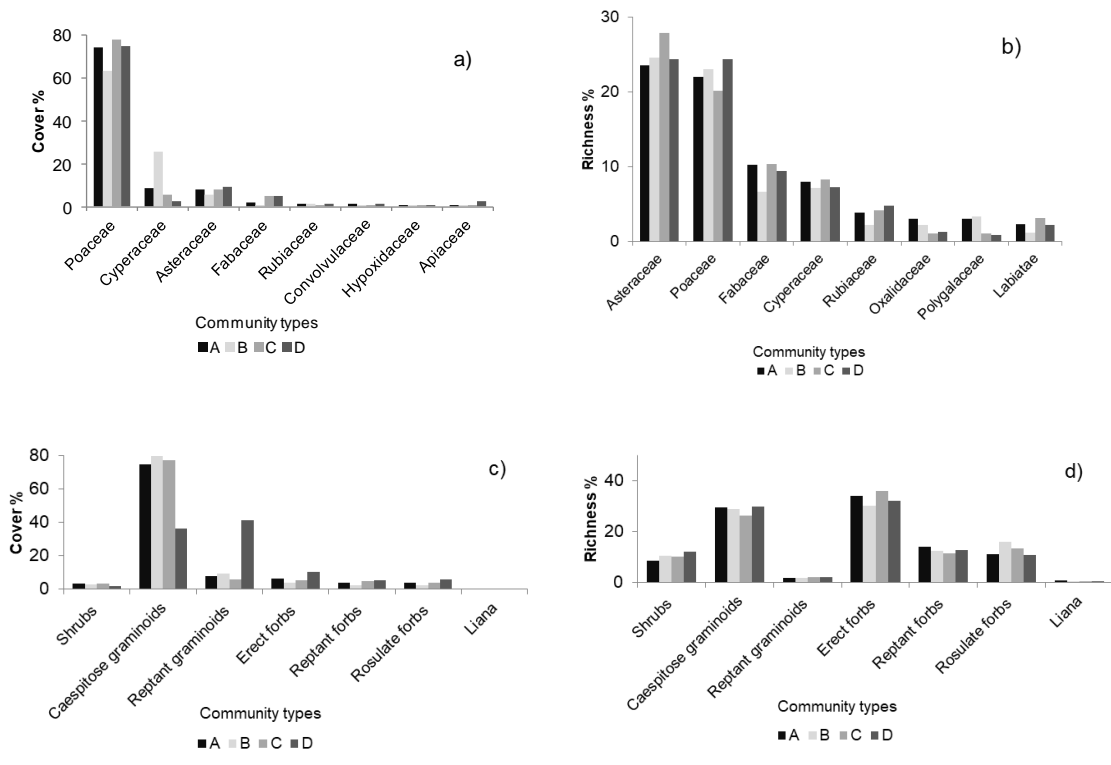 a)
Cover %
80
60
40
20
0
Poaceae
Cyperaceae
Asteraceae
Fabaceae
Rubiaceae
Convolvulaceae
Hypoxidaceae
Apiaceae
Community types
A B C D
b)
Richness %
30
20
10
0
Asteraceae
Poaceae
Fabaceae
Cyperaceae
Rubiaceae
Oxalidaceae
Polygalaceae
Labiatae
Community types
A B C D
c)
Cover %
80
60
40
20
0
Shrubs
Caespitose graminoids
Reptant graminoids
Erect forbs
Reptant forbs
Rosulate forbs
Liana
Community types
A B C D
d)
Richness %
40
20
0
Shrubs
Caespitose graminoids
Reptant graminoids
Erect forbs
Reptant forbs
Rosulate forbs
Liana
Community types
A B C D